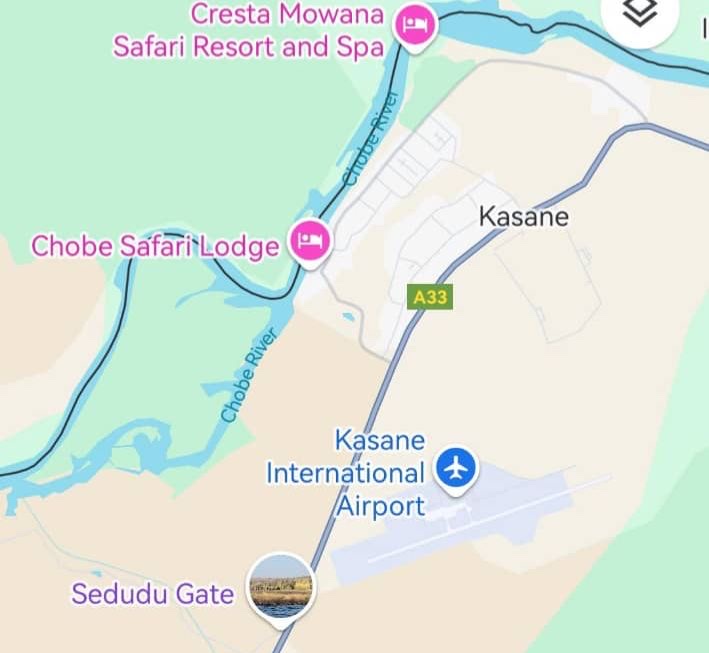 Cresta Mowana
Safari Resort and Spa
Chobe River
Kasane
Chobe Safari Lodge
A33
Chobe River
Kasane
International
Airport
Sedudu Gate